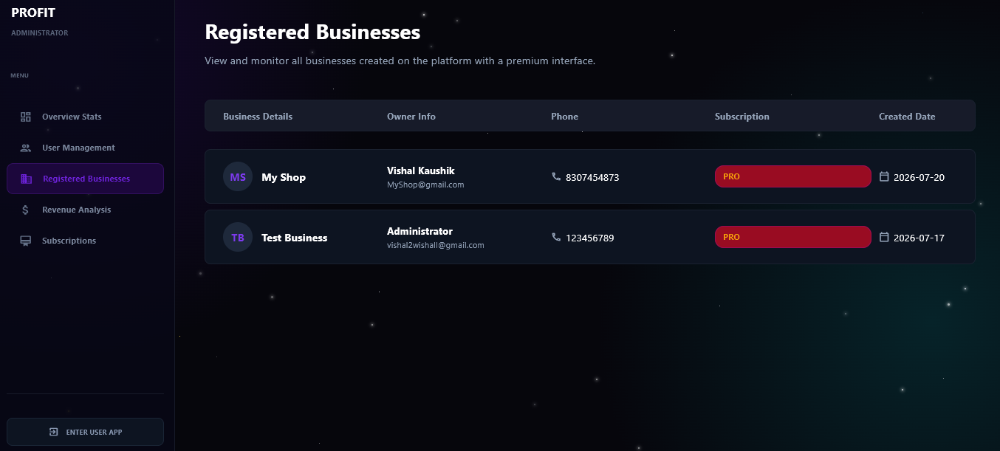 PROFIT
ADMINISTRATOR
MENU
Overview Stats
User Management
Registered Businesses
Revenue Analysis
Subscriptions
ENTER USER APP
Registered Businesses
View and monitor all businesses created on the platform with a premium interface.
Business Details Owner Info Phone Subscription Created Date
MS My Shop Vishal Kaushik 8307454873 PRO 2026-07-20
MyShop@gmail.com
TB Test Business Administrator 123456789 PRO 2026-07-17
vishal2wishall@gmail.com